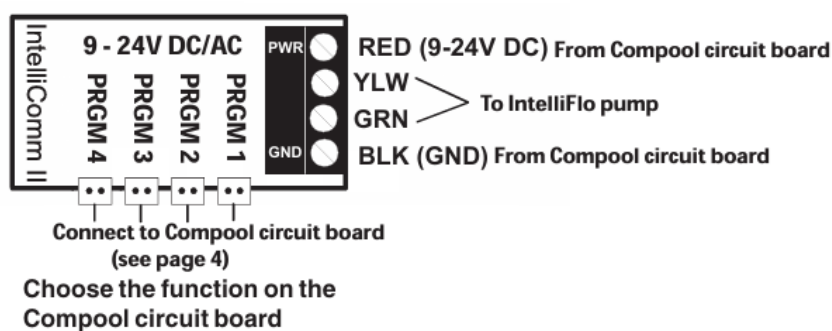 IntelliComm II
9 - 24V DC/AC
PRGM 4
PRGM 3
PRGM 2
PRGM 1
PWR
GND
RED (9-24V DC) From Compool circuit board
YLW
GRN
To IntelliFlo pump
BLK (GND) From Compool circuit board
Connect to Compool circuit board
(see page 4)
Choose the function on the
Compool circuit board